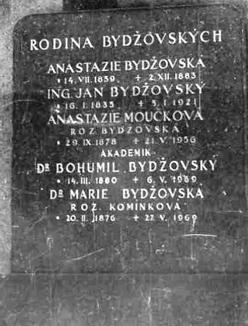 RODINA BYDŽOVSKÝCH
ANASTAZIE BYDŽOVSKÁ
* 14. VII. 1859. + 2. XII. 1883
ING. JAN BYDŽOVSKÝ
* 16. I. 1835 + 5. I. 1921
ANASTAZIE MOUČKOVÁ
ROZ. BYDŽOVSKÁ
* 29. IX. 1878 + 21. V. 1956
AKADEMIK
DR BOHUMIL BYDŽOVSKÝ
* 14. III. 1880 + 6. V. 1969
DR MARIE BYDŽOVSKÁ
ROZ. KOMÍNKOVÁ
* 20. II. 1876 + 27. V. 1969